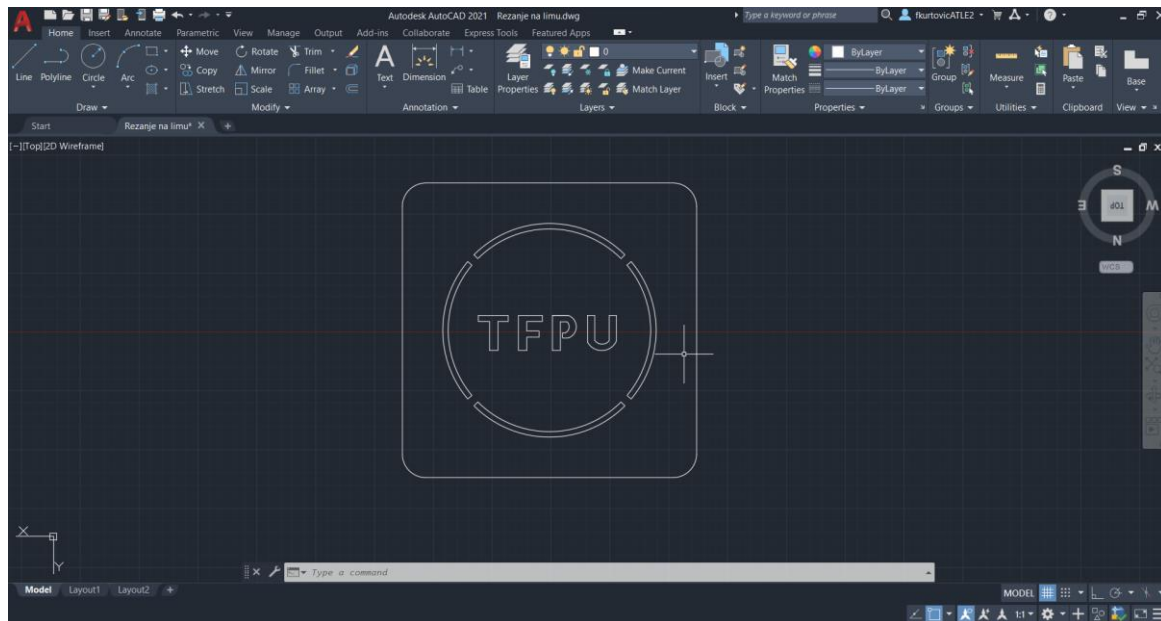 Autodesk AutoCAD 2021 Rezanje na limu.dwg
Type a keyword or phrase
fkurtovicATLE2
Home Insert Annotate Parametric View Manage Output Add-ins Collaborate Express Tools Featured Apps
Line Polyline Circle Arc
Move Rotate Trim
Copy Mirror Fillet
Stretch Scale Array
Text Dimension Table
Layer Properties
0
Make Current
Match Layer
Insert
Match Properties
ByLayer
ByLayer
ByLayer
Group
Measure
Paste
Base
Draw Modify Annotation Layers Block Properties Groups Utilities Clipboard View
Start Rezanje na limu*
[−][Top][2D Wireframe]
S
E TOP W
N
WCS
TFPU
X
Y
Type a command
Model Layout1 Layout2 +
MODEL
1:1